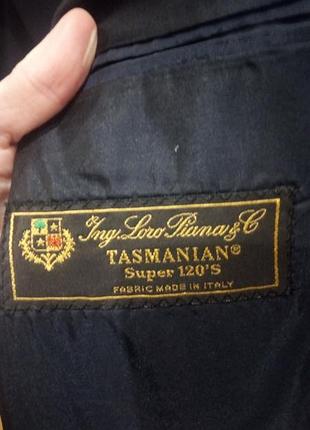 Ing. Loro Piana & C
TASMANIAN®
Super 120'S
FABRIC MADE IN ITALY